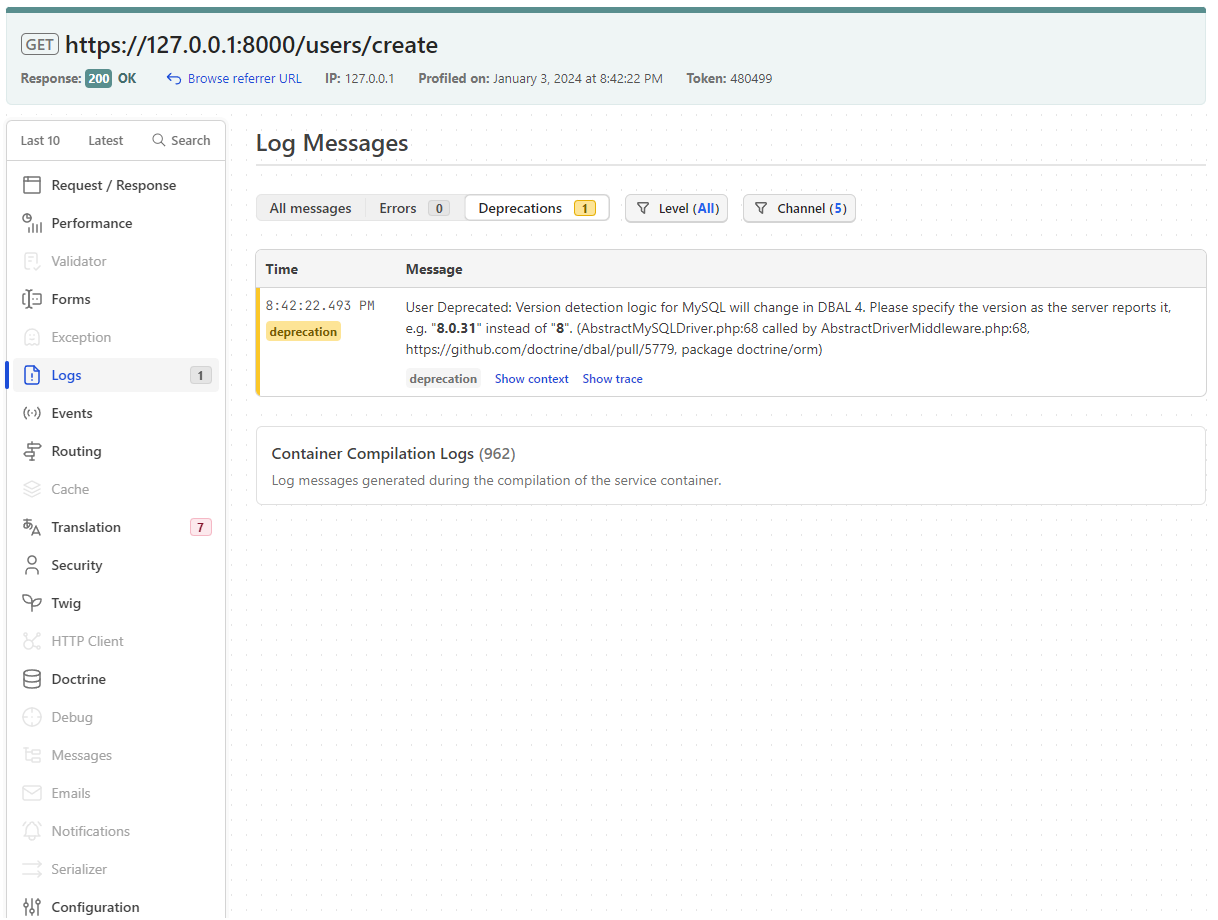 GET https://127.0.0.1:8000/users/create
Response: 200 OK Browse referrer URL IP: 127.0.0.1 Profiled on: January 3, 2024 at 8:42:22 PM Token: 480499
Last 10 Latest Search
Request / Response
Performance
Validator
Forms
Exception
Logs 1
Events
Routing
Cache
Translation 7
Security
Twig
HTTP Client
Doctrine
Debug
Messages
Emails
Notifications
Serializer
Configuration
Log Messages
All messages Errors 0 Deprecations 1 Level (All) Channel (5)
Time Message
8:42:22.493 PM
deprecation
User Deprecated: Version detection logic for MySQL will change in DBAL 4. Please specify the version as the server reports it,
e.g. "8.0.31" instead of "8". (AbstractMySQLDriver.php:68 called by AbstractDriverMiddleware.php:68,
https://github.com/doctrine/dbal/pull/5779, package doctrine/orm)
deprecation Show context Show trace
Container Compilation Logs (962)
Log messages generated during the compilation of the service container.